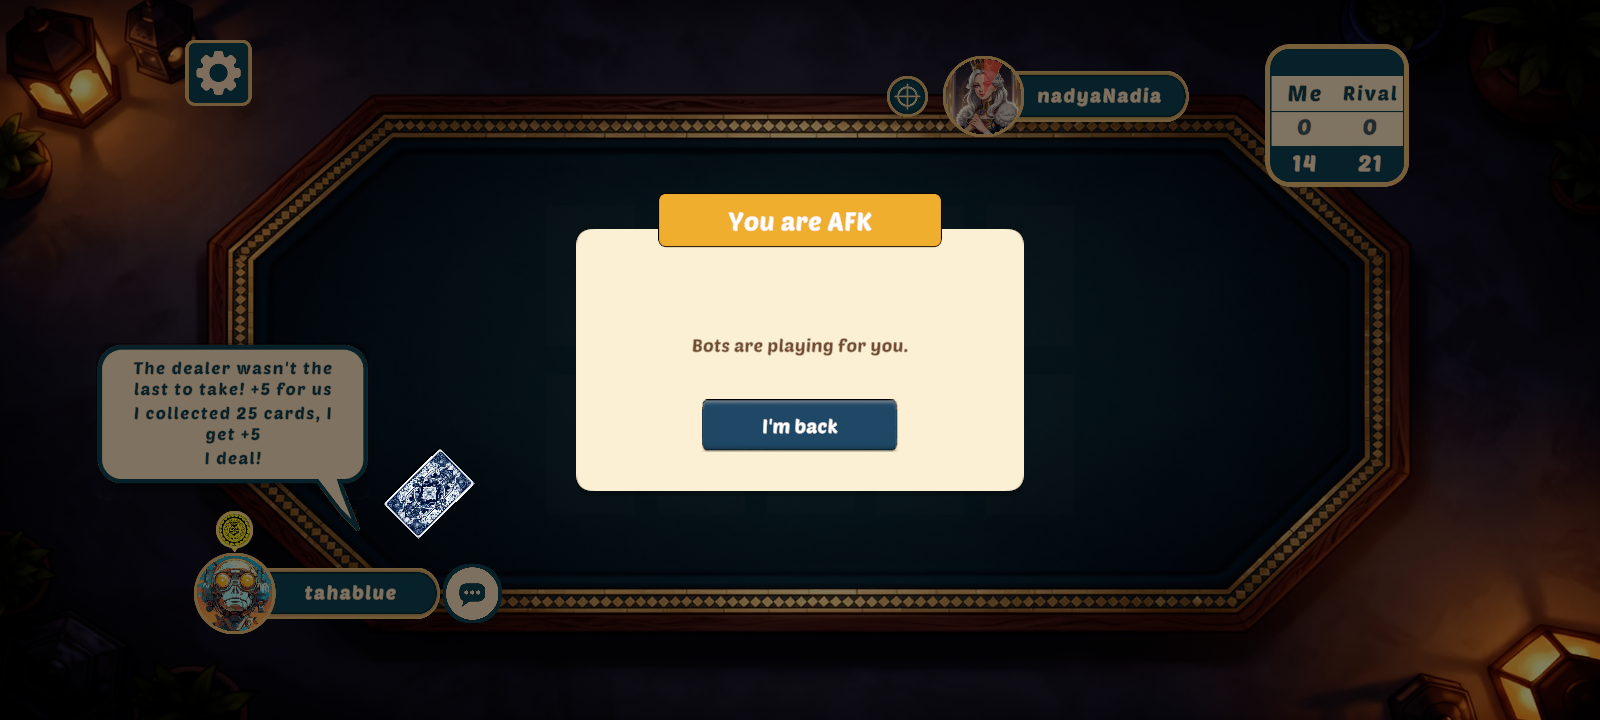 nadyaNadia
Me Rival
0 0
14 21
You are AFK
Bots are playing for you.
I'm back
The dealer wasn't the
last to take! +5 for us
I collected 25 cards, I
get +5
I deal!
tahablue